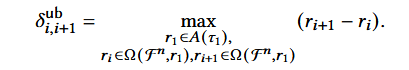 δ^{ub}_{i,i+1} = max_{r_1∈A(τ_1), r_i∈Ω(ℱ^n,r_1),r_{i+1}∈Ω(ℱ^n,r_1)} (r_{i+1} − r_i).